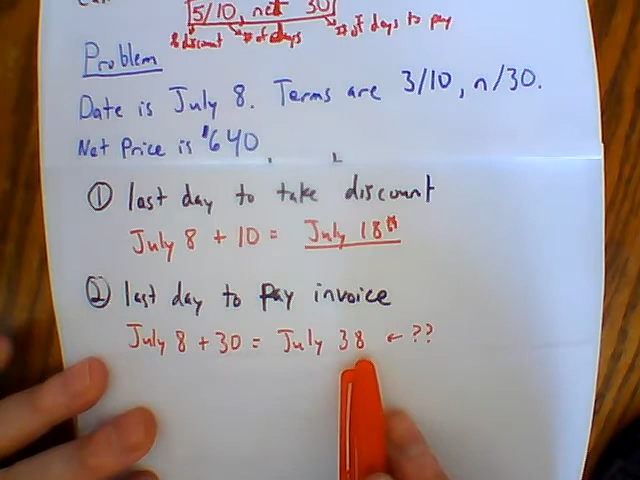 5/10, net 30
% discount # of days # of days to pay
Problem
Date is July 8. Terms are 3/10, n/30.
Net Price is $640.
① last day to take discount
July 8 + 10 = July 18th
② last day to pay invoice
July 8 + 30 = July 38 ← ??